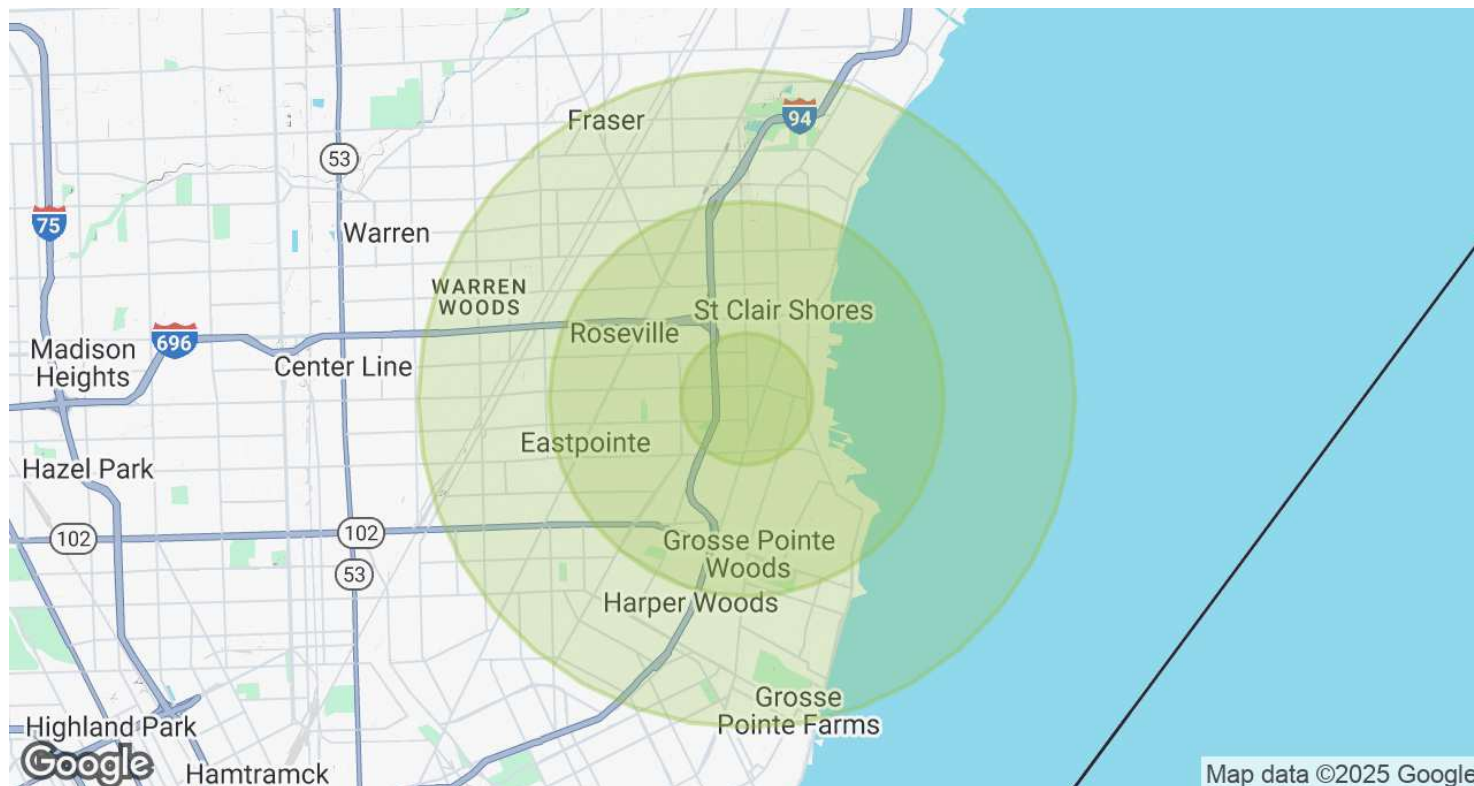 94
Fraser
53
75
Warren
WARREN
WOODS
St Clair Shores
Roseville
696
Madison
Heights
Center Line
Eastpointe
Hazel Park
102
102
Grosse Pointe
Woods
53
Harper Woods
Grosse
Pointe Farms
Highland Park
Google
Hamtramck
Map data ©2025 Google